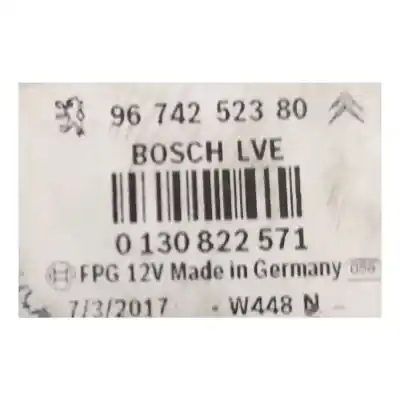 96 742 523 80
BOSCH LVE
0 130 822 571
FPG 12V Made in Germany
7/3/2017 - W448 N